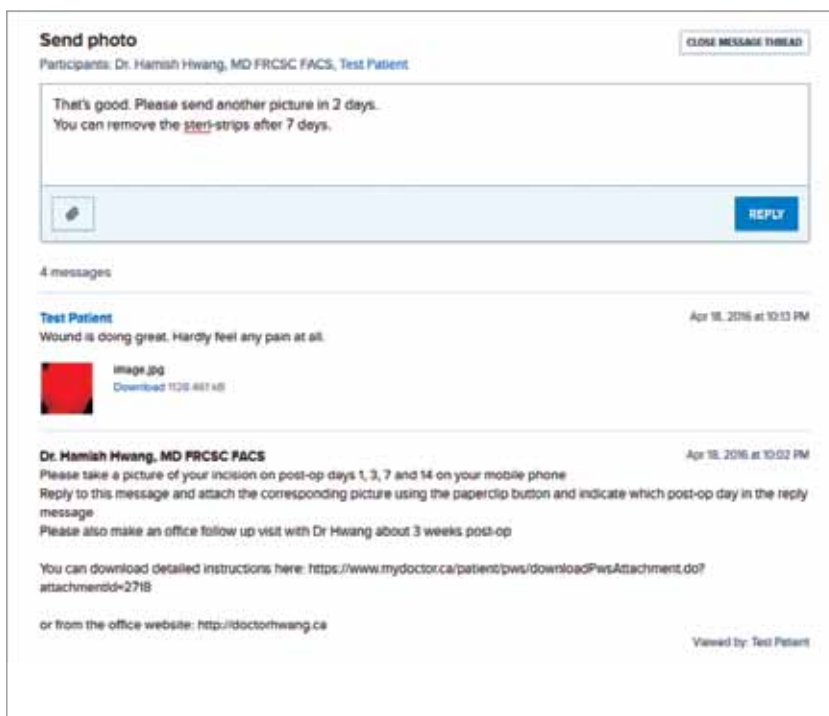 Send photo
CLOSE MESSAGE THREAD
Participants: Dr. Hamish Hwang, MD FRCSC FACS, Test Patient
That's good. Please send another picture in 2 days.
You can remove the steri-strips after 7 days.
REPLY
4 messages
Test Patient
Apr 18, 2016 at 10:13 PM
Wound is doing great. Hardly feel any pain at all.
image.jpg
Download 1128.461 kB
Dr. Hamish Hwang, MD FRCSC FACS
Apr 18, 2016 at 10:02 PM
Please take a picture of your incision on post-op days 1, 3, 7 and 14 on your mobile phone
Reply to this message and attach the corresponding picture using the paperclip button and indicate which post-op day in the reply
message
Please also make an office follow up visit with Dr Hwang about 3 weeks post-op
You can download detailed instructions here: https://www.mydoctor.ca/patient/pws/downloadPwsAttachment.do?
attachmentId=2718
or from the office website: http://doctorhwang.ca
Viewed by: Test Patient